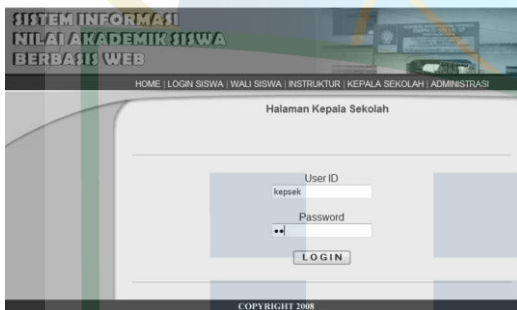 SISTEM INFORMASI
NILAI AKADEMIK SISWA
BERBASIS WEB
HOME | LOGIN SISWA | WALI SISWA | INSTRUKTUR | KEPALA SEKOLAH | ADMINISTRASI
Halaman Kepala Sekolah
User ID
kepsek
Password
LOGIN
COPYRIGHT 2008